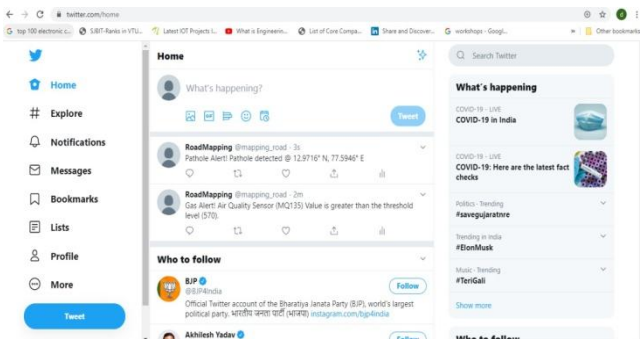 twitter.com/home
top 100 electronic c...
SJBIT-Ranks in VTU...
Latest IOT Projects |...
What is Engineerin...
List of Core Compa...
Share and Discover...
workshops - Googl...
Other bookmarks
Home
Explore
Notifications
Messages
Bookmarks
Lists
Profile
More
Tweet
Home
What's happening?
GIF
Tweet
RoadMapping @mapping_road · 3s
Pathole Alert! Pathole detected @ 12.9716° N, 77.5946° E
RoadMapping @mapping_road · 2m
Gas Alert! Air Quality Sensor (MQ135) Value is greater than the threshold
level (570).
Who to follow
BJP
@BJP4India
Follow
Official Twitter account of the Bharatiya Janata Party (BJP), world's largest
political party. भारतीय जनता पार्टी (भाजपा) instagram.com/bjp4india
Akhilesh Yadav
Follow
Search Twitter
What's happening
COVID-19 · LIVE
COVID-19 in India
COVID-19 · LIVE
COVID-19: Here are the latest fact
checks
Politics · Trending
#savegujaratnre
Trending in India
#ElonMusk
Music · Trending
#TeriGali
Show more
Who to follow